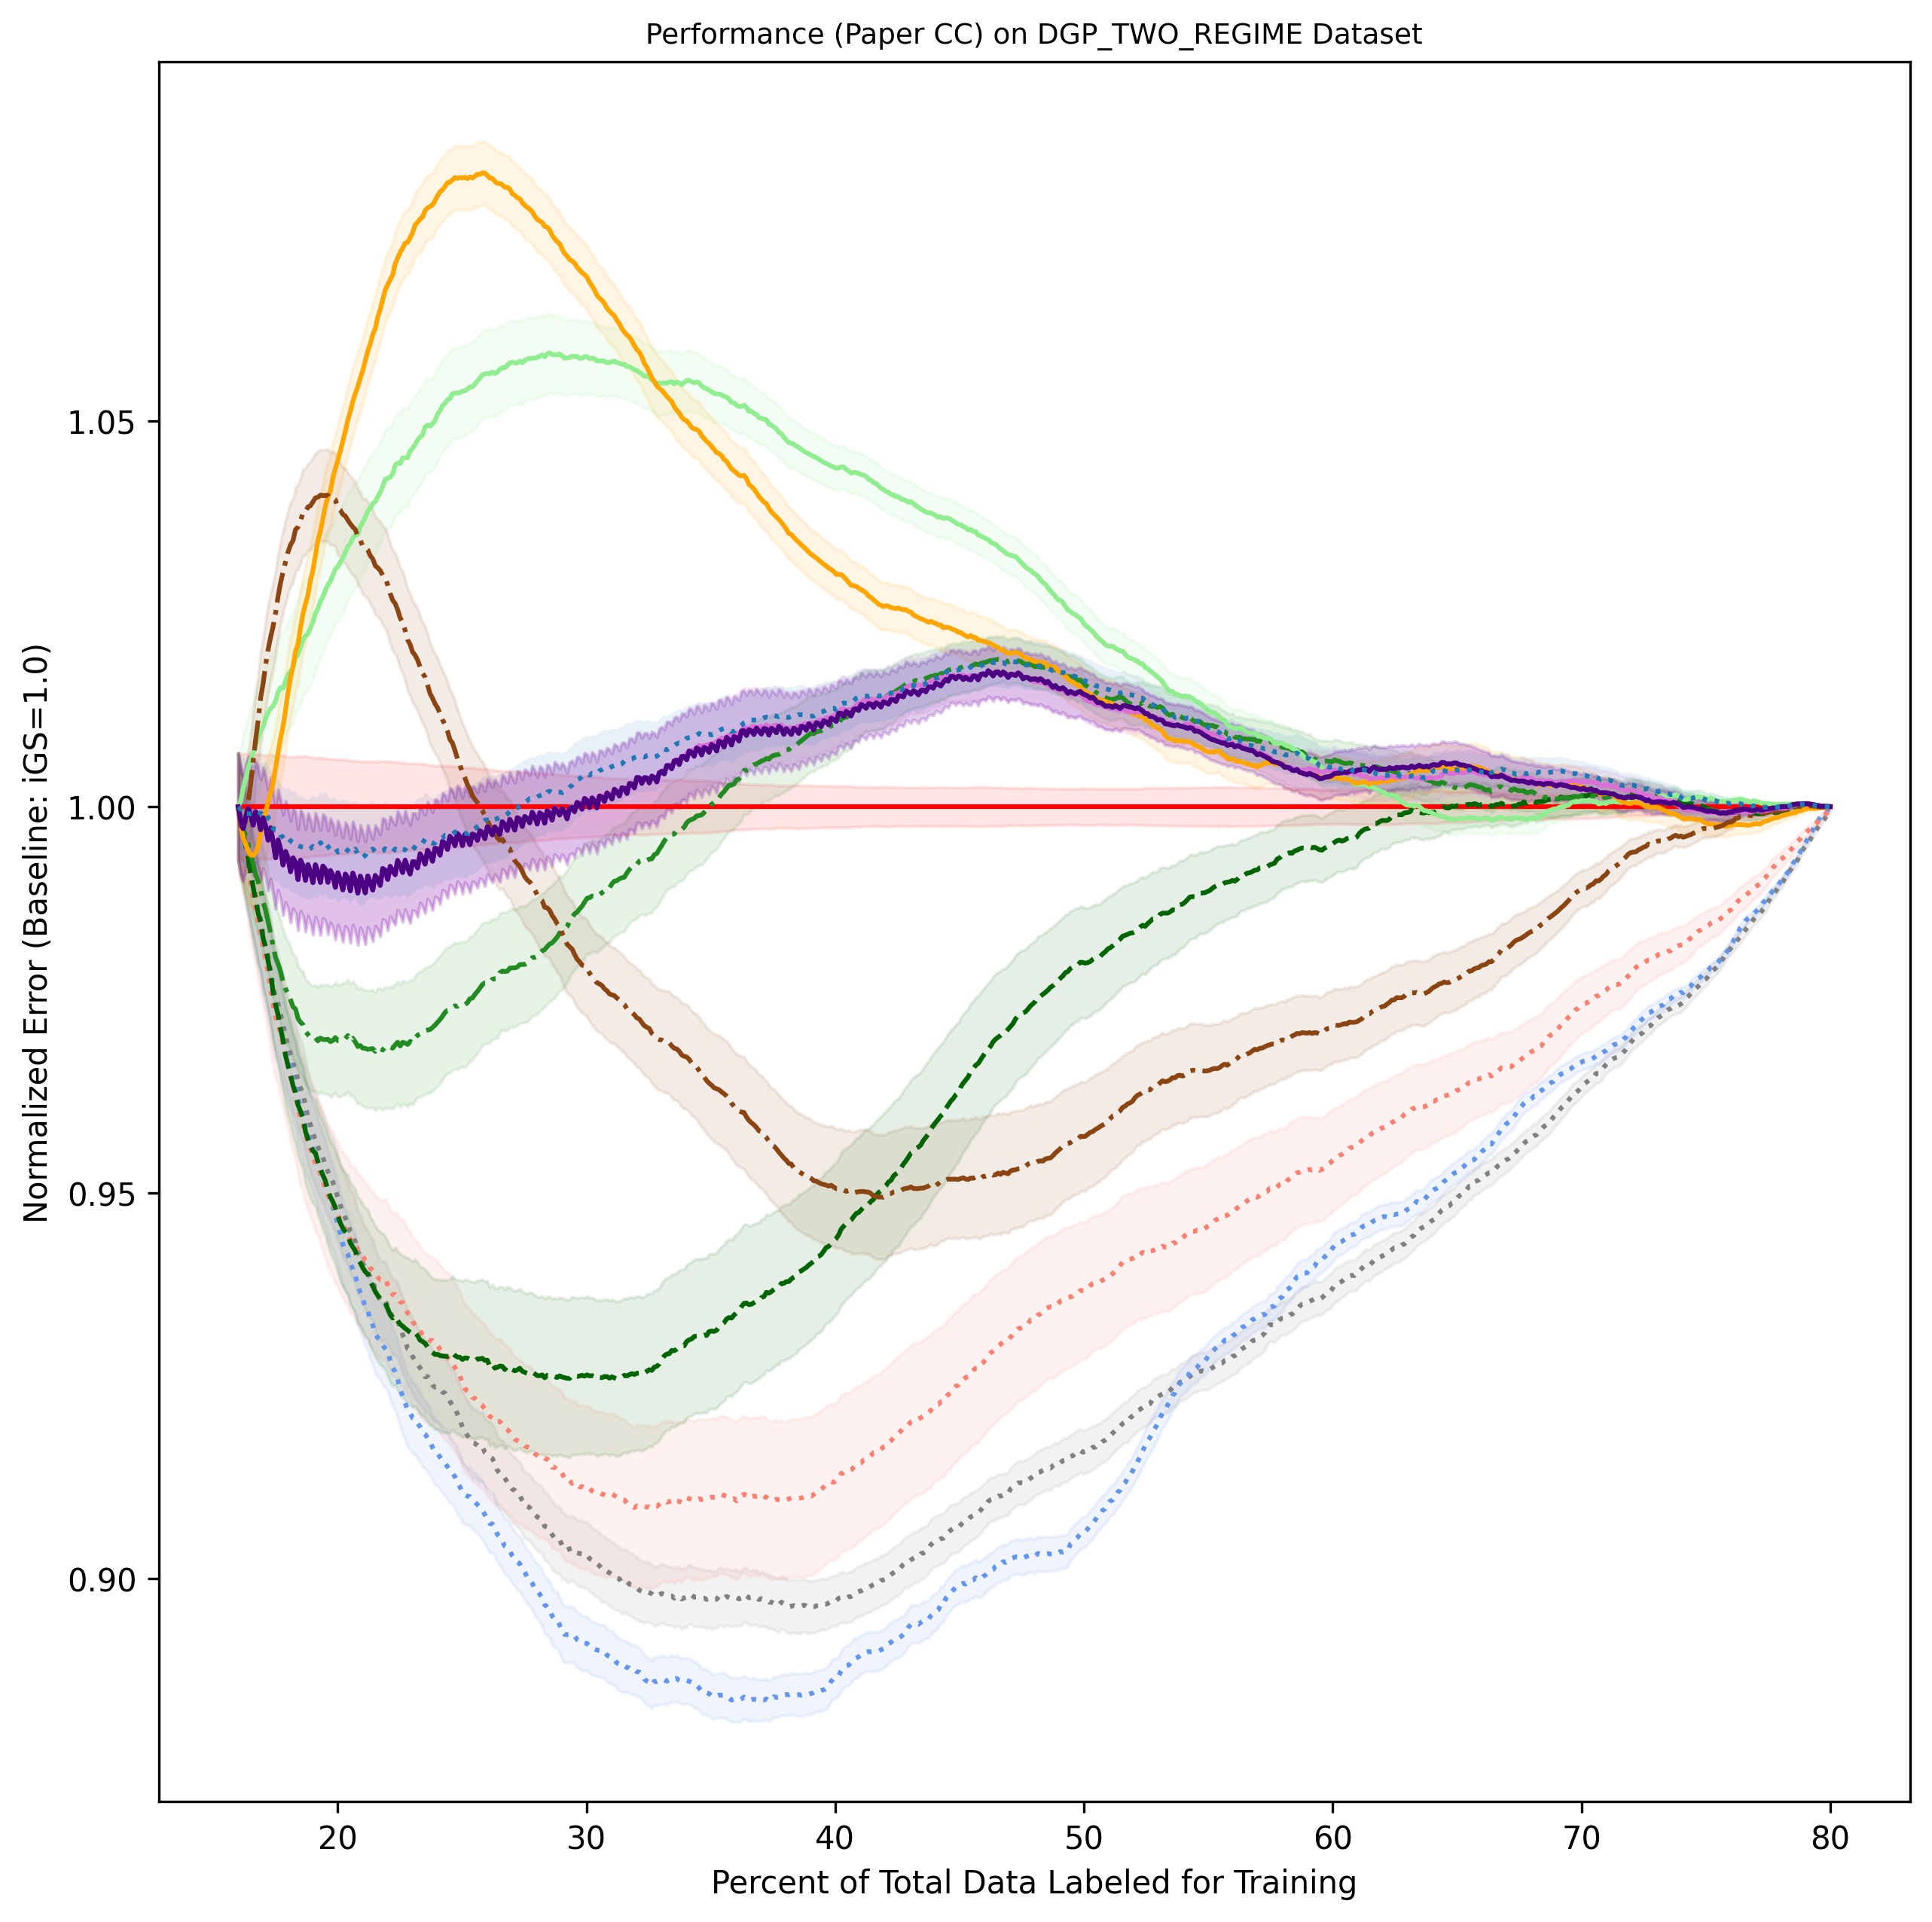 Performance (Paper CC) on DGP_TWO_REGIME Dataset
Normalized Error (Baseline: iGS=1.0)
1.05
1.00
0.95
0.90
20 30 40 50 60 70 80
Percent of Total Data Labeled for Training